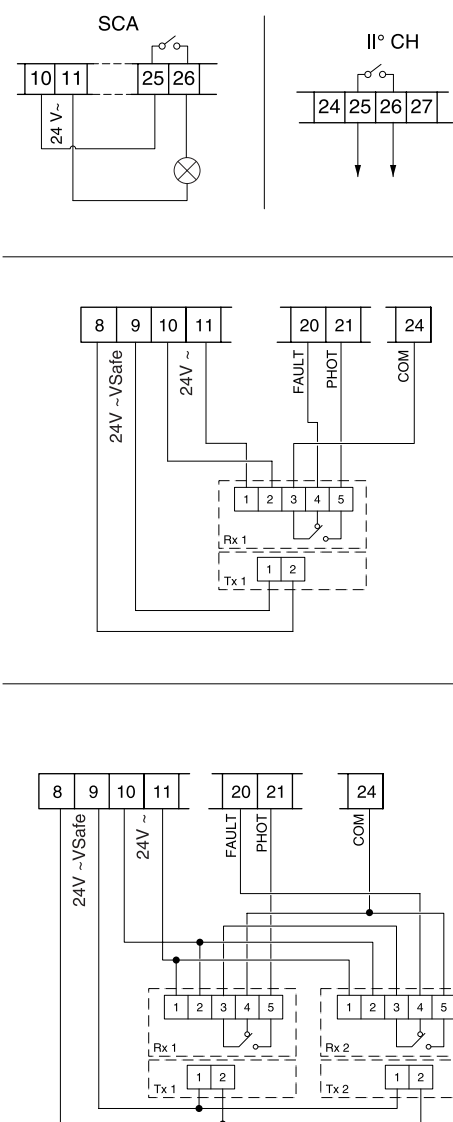 SCA
10 11 25 26
24 V~
II° CH
24 25 26 27
8 9 10 11 20 21 24
24V ~VSafe
24V ~
FAULT
PHOT
COM
1 2 3 4 5
Rx 1
1 2
Tx 1
8 9 10 11 20 21 24
24V ~VSafe
24V ~
FAULT
PHOT
COM
1 2 3 4 5 1 2 3 4 5
Rx 1 Rx 2
1 2 1 2
Tx 1 Tx 2